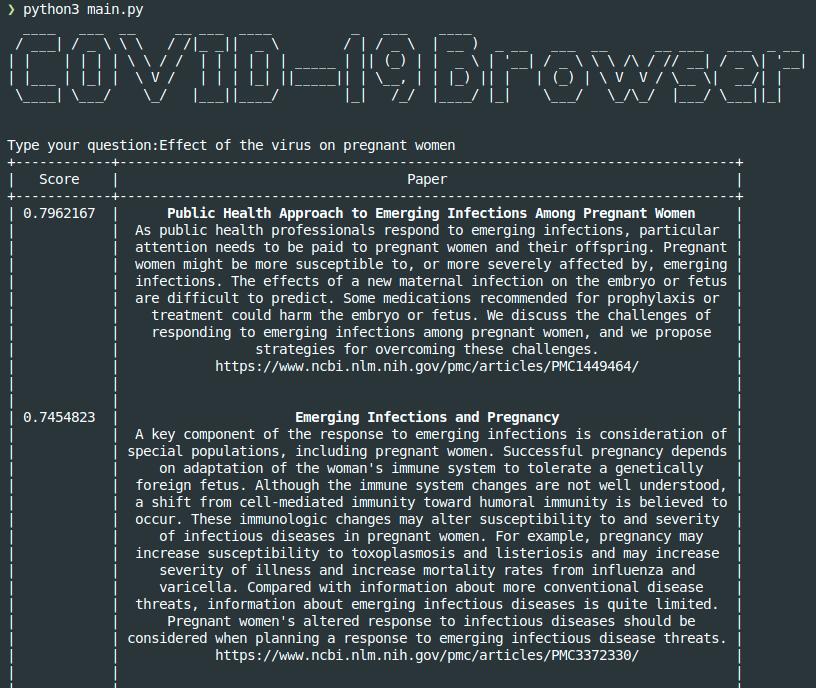 ❯ python3 main.py
COVID-19 Browser
Type your question:Effect of the virus on pregnant women
Score | Paper
0.7962167 | Public Health Approach to Emerging Infections Among Pregnant Women
As public health professionals respond to emerging infections, particular
attention needs to be paid to pregnant women and their offspring. Pregnant
women might be more susceptible to, or more severely affected by, emerging
infections. The effects of a new maternal infection on the embryo or fetus
are difficult to predict. Some medications recommended for prophylaxis or
treatment could harm the embryo or fetus. We discuss the challenges of
responding to emerging infections among pregnant women, and we propose
strategies for overcoming these challenges.
https://www.ncbi.nlm.nih.gov/pmc/articles/PMC1449464/
0.7454823 | Emerging Infections and Pregnancy
A key component of the response to emerging infections is consideration of
special populations, including pregnant women. Successful pregnancy depends
on adaptation of the woman's immune system to tolerate a genetically
foreign fetus. Although the immune system changes are not well understood,
a shift from cell-mediated immunity toward humoral immunity is believed to
occur. These immunologic changes may alter susceptibility to and severity
of infectious diseases in pregnant women. For example, pregnancy may
increase susceptibility to toxoplasmosis and listeriosis and may increase
severity of illness and increase mortality rates from influenza and
varicella. Compared with information about more conventional disease
threats, information about emerging infectious diseases is quite limited.
Pregnant women's altered response to infectious diseases should be
considered when planning a response to emerging infectious disease threats.
https://www.ncbi.nlm.nih.gov/pmc/articles/PMC3372330/